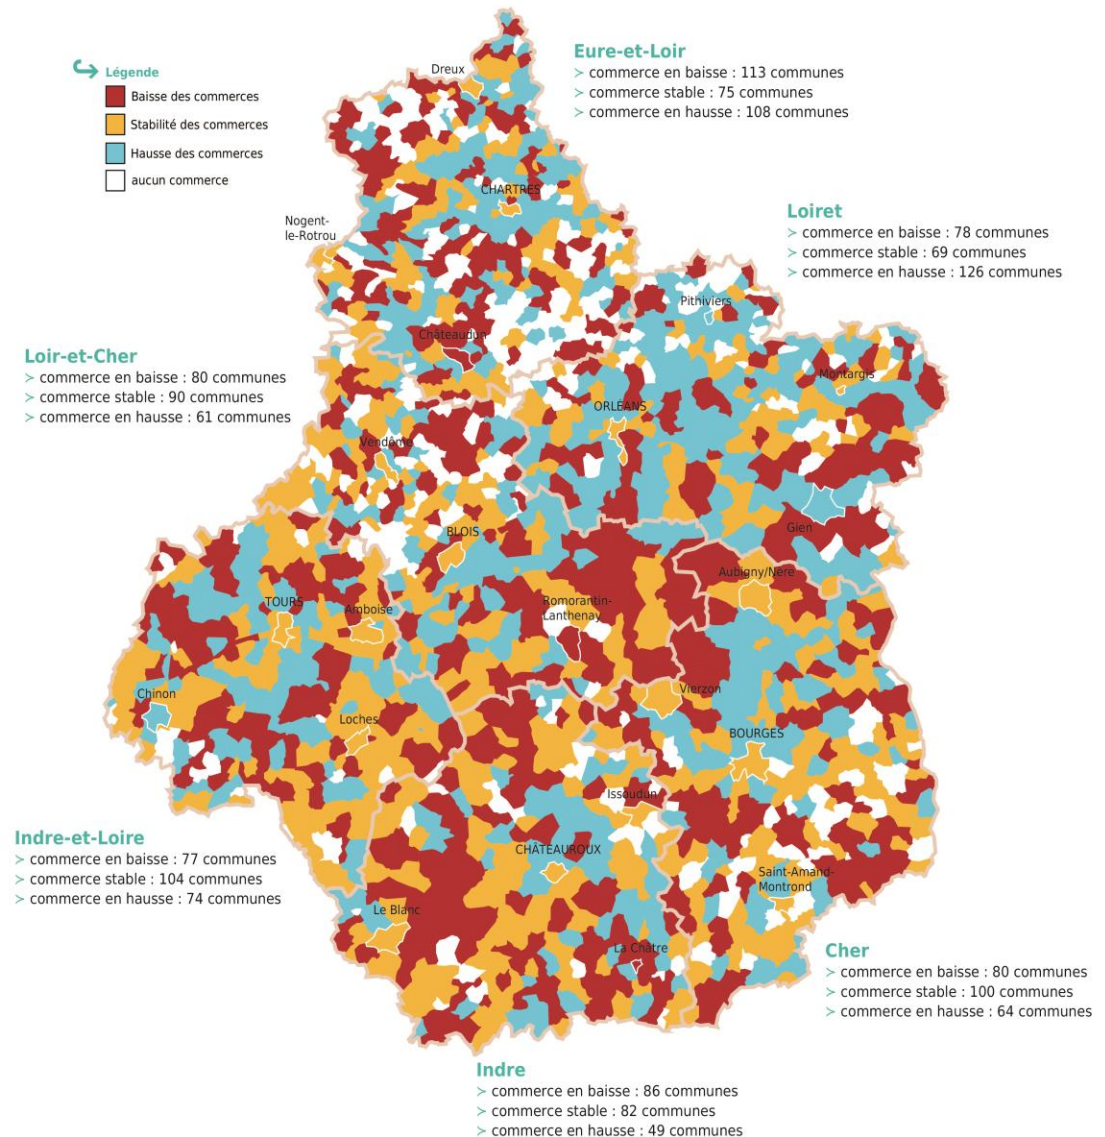 Légende
Baisse des commerces
Stabilité des commerces
Hausse des commerces
aucun commerce
Eure-et-Loir
> commerce en baisse : 113 communes
> commerce stable : 75 communes
> commerce en hausse : 108 communes
Dreux
CHARTRES
Nogent-
le-Rotrou
Loiret
> commerce en baisse : 78 communes
> commerce stable : 69 communes
> commerce en hausse : 126 communes
Pithiviers
Châteaudun
Loir-et-Cher
> commerce en baisse : 80 communes
> commerce stable : 90 communes
> commerce en hausse : 61 communes
Montargis
ORLÉANS
Vendôme
Gien
BLOIS
Aubigny/Nère
TOURS
Amboise
Romorantin-
Lanthenay
Chinon
Vierzon
Loches
BOURGES
Issoudun
Indre-et-Loire
> commerce en baisse : 77 communes
> commerce stable : 104 communes
> commerce en hausse : 74 communes
CHÂTEAUROUX
Saint-Amand-
Montrond
Le Blanc
La Châtre
Cher
> commerce en baisse : 80 communes
> commerce stable : 100 communes
> commerce en hausse : 64 communes
Indre
> commerce en baisse : 86 communes
> commerce stable : 82 communes
> commerce en hausse : 49 communes